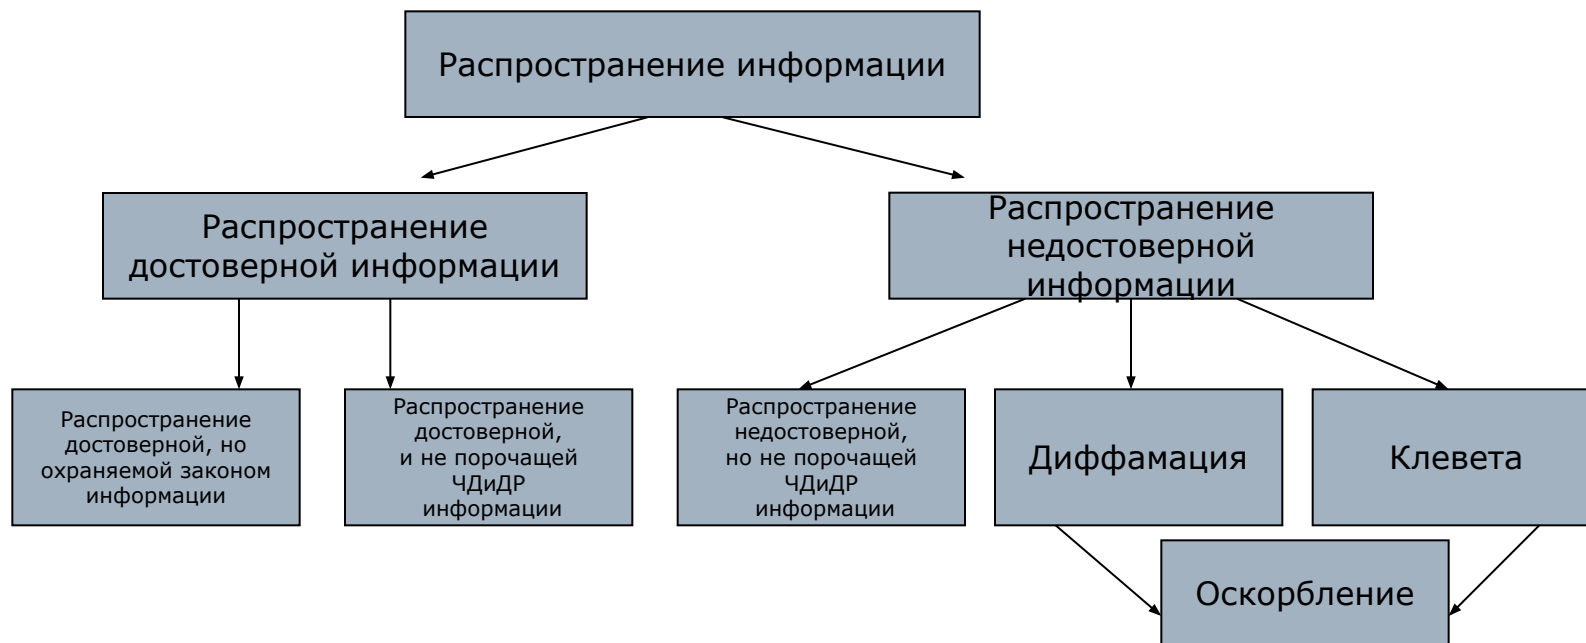 Распространение информации
Распространение
достоверной информации
Распространение
недостоверной
информации
Распространение
достоверной, но
охраняемой законом
информации
Распространение
достоверной,
и не порочащей
ЧДиДР
информации
Распространение
недостоверной,
но не порочащей
ЧДиДР
информации
Диффамация
Клевета
Оскорбление